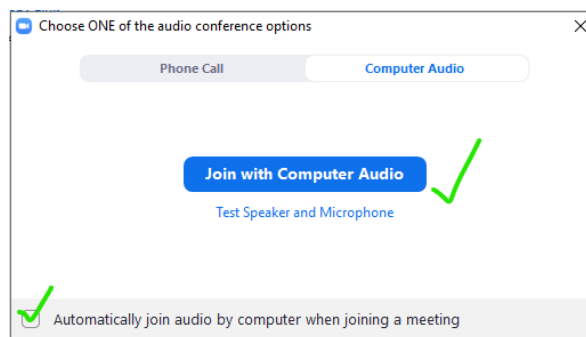 Choose ONE of the audio conference options
Phone Call
Computer Audio
Join with Computer Audio
Test Speaker and Microphone
Automatically join audio by computer when joining a meeting